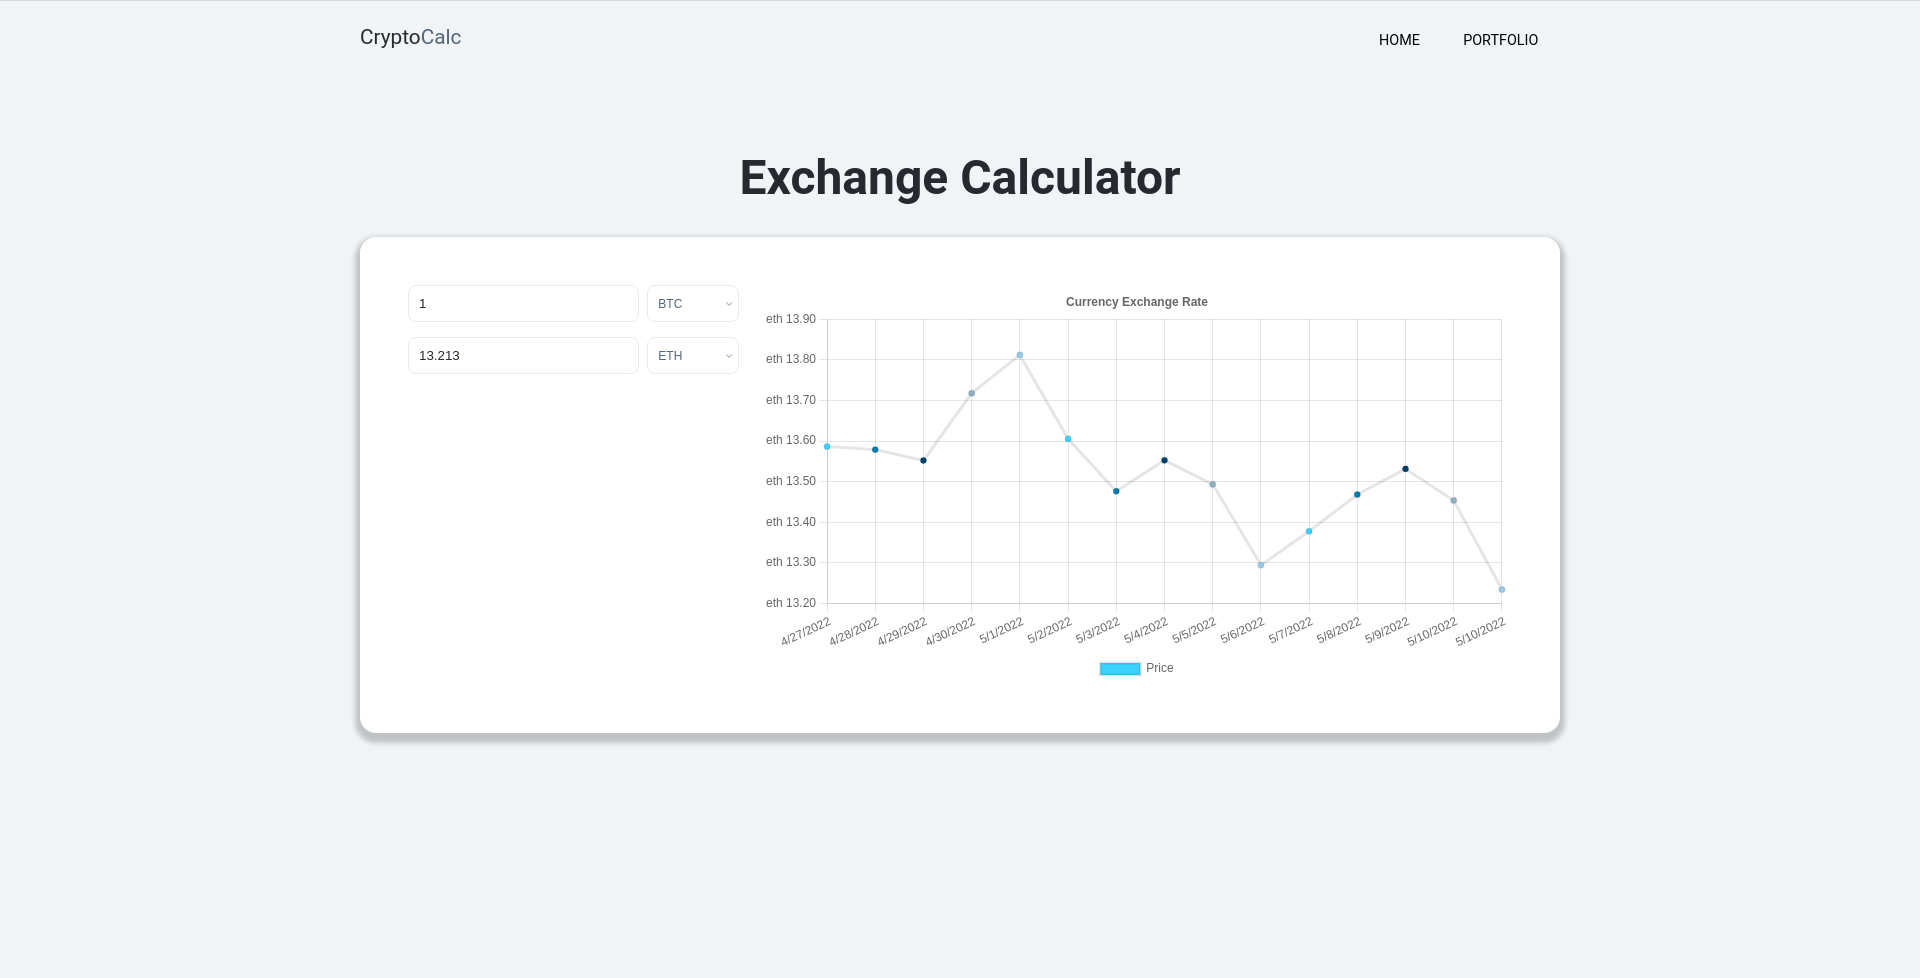 CryptoCalc
HOME PORTFOLIO
Exchange Calculator
1 BTC
13.213 ETH
Currency Exchange Rate
eth 13.90
eth 13.80
eth 13.70
eth 13.60
eth 13.50
eth 13.40
eth 13.30
eth 13.20
4/27/2022 4/28/2022 4/29/2022 4/30/2022 5/1/2022 5/2/2022 5/3/2022 5/4/2022 5/5/2022 5/6/2022 5/7/2022 5/8/2022 5/9/2022 5/10/2022 5/10/2022
Price